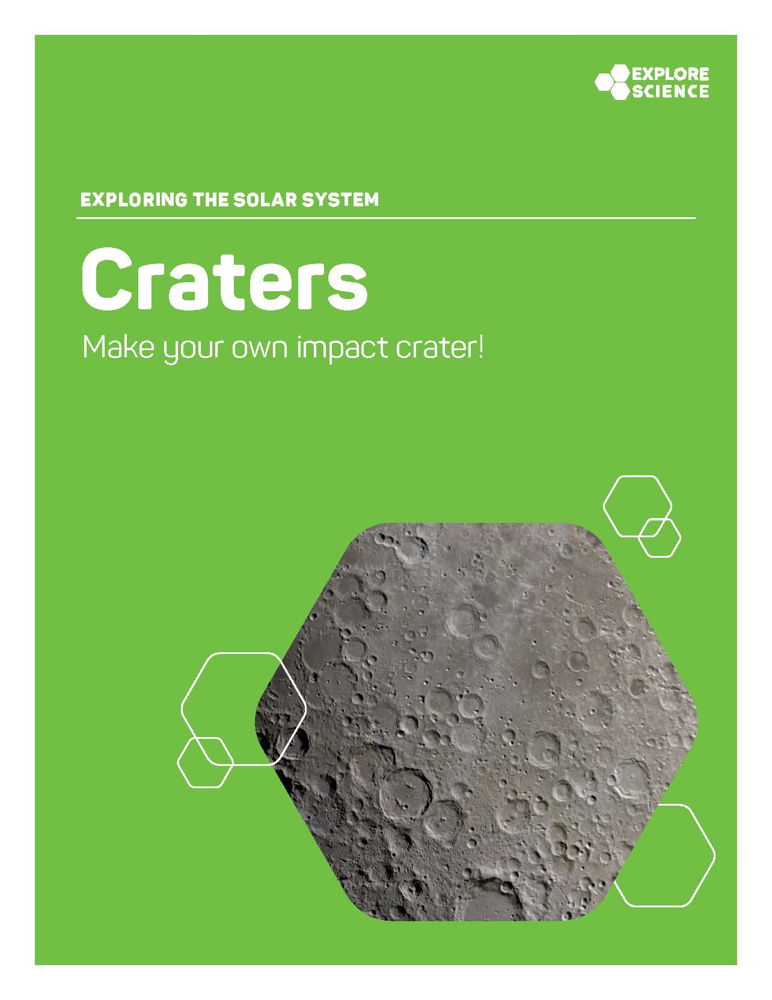 EXPLORE
SCIENCE
EXPLORING THE SOLAR SYSTEM
Craters
Make your own impact crater!